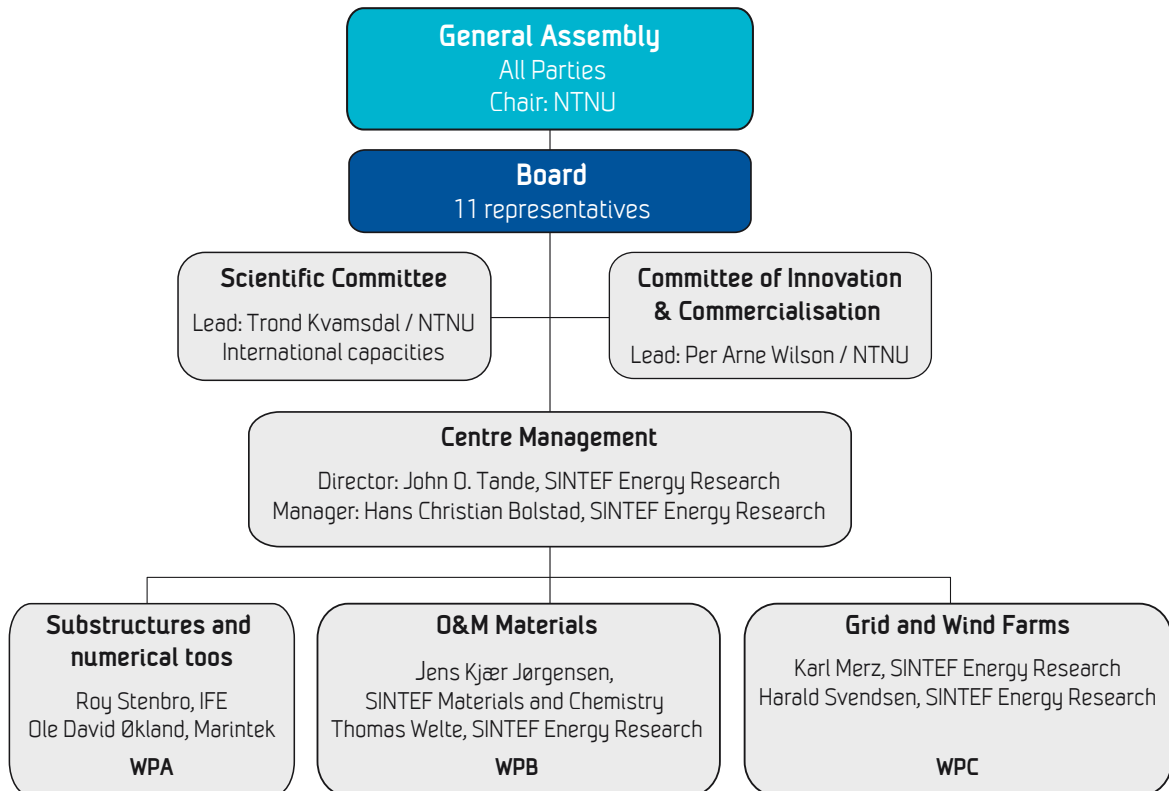 General Assembly
All Parties
Chair: NTNU
Board
11 representatives
Scientific Committee
Lead: Trond Kvamsdal / NTNU
International capacities
Committee of Innovation
& Commercialisation
Lead: Per Arne Wilson / NTNU
Centre Management
Director: John O. Tande, SINTEF Energy Research
Manager: Hans Christian Bolstad, SINTEF Energy Research
Substructures and
numerical toos
Roy Stenbro, IFE
Ole David Økland, Marintek
WPA
O&M Materials
Jens Kjær Jørgensen,
SINTEF Materials and Chemistry
Thomas Welte, SINTEF Energy Research
WPB
Grid and Wind Farms
Karl Merz, SINTEF Energy Research
Harald Svendsen, SINTEF Energy Research
WPC